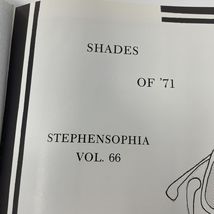 SHADES
OF '71
STEPHENSOPHIA
VOL. 66